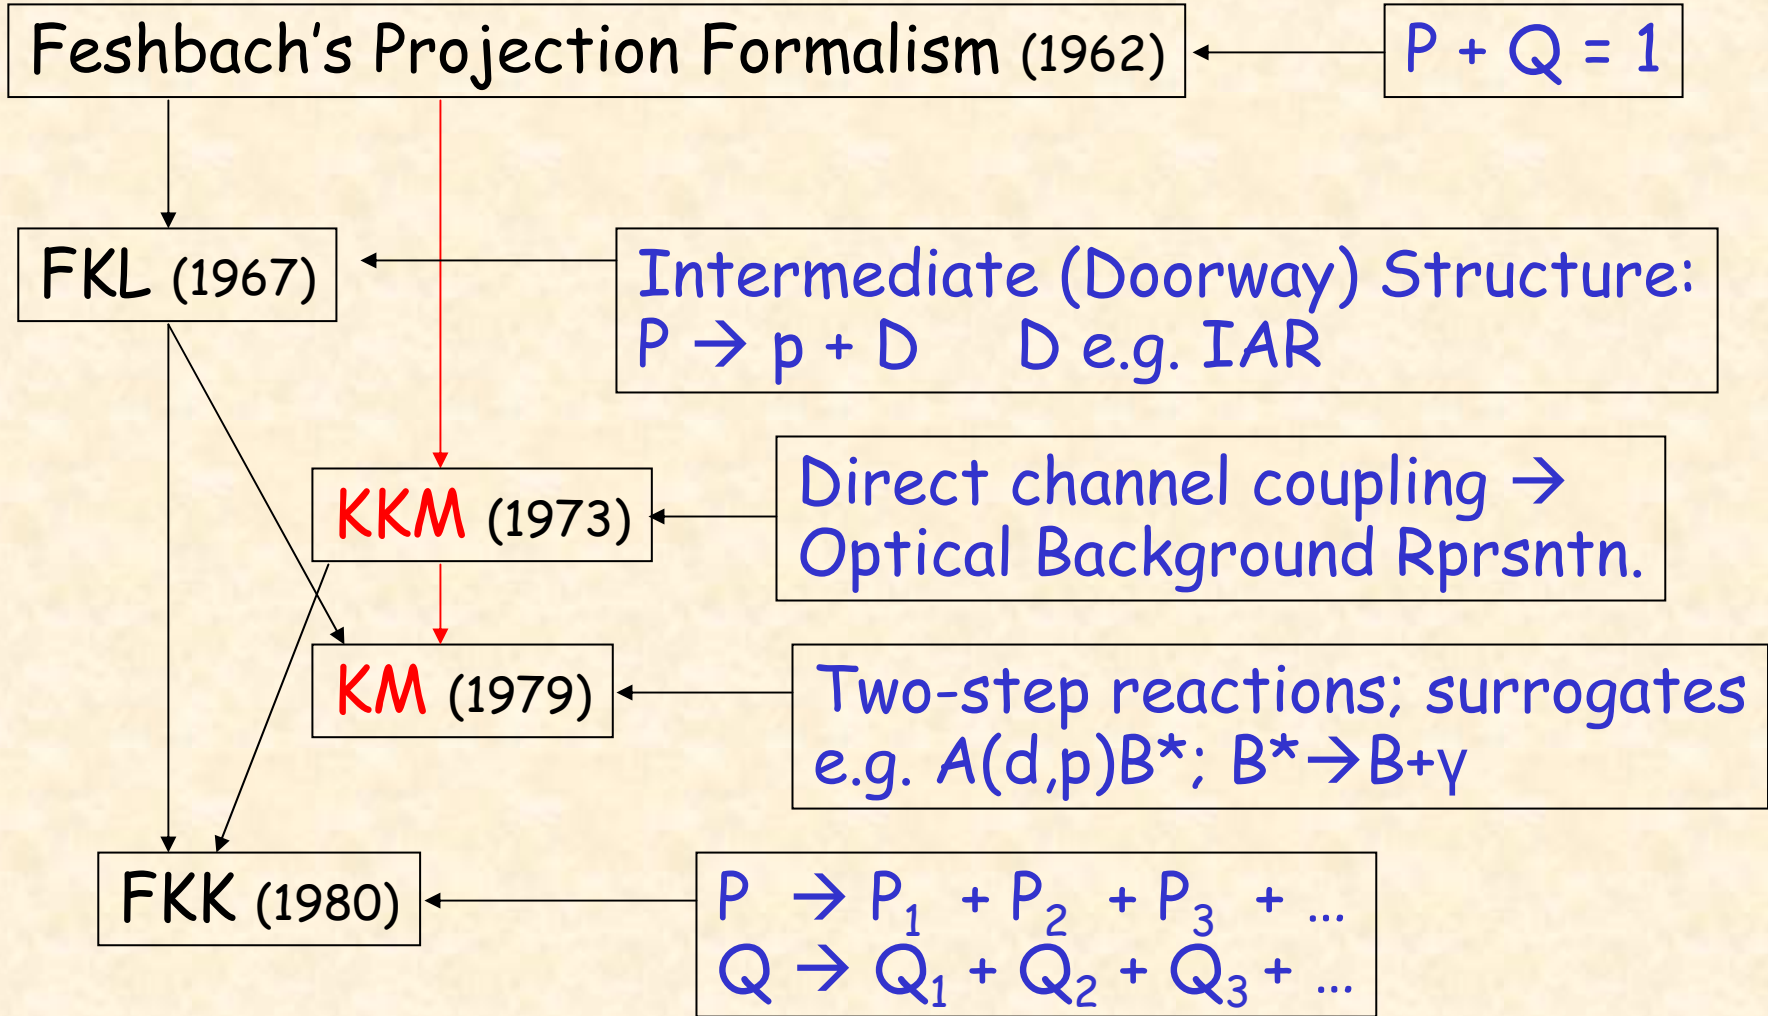 Feshbach’s Projection Formalism (1962)
P + Q = 1
FKL (1967)
Intermediate (Doorway) Structure:
P → p + D D e.g. IAR
KKM (1973)
Direct channel coupling →
Optical Background Rprsntn.
KM (1979)
Two-step reactions; surrogates
e.g. A(d,p)B*; B*→B+γ
FKK (1980)
P → P₁ + P₂ + P₃ + ...
Q → Q₁ + Q₂ + Q₃ + ...